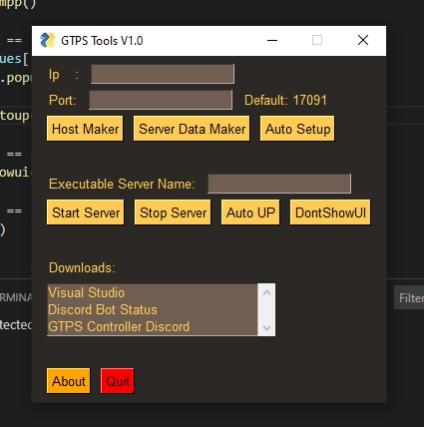 mpp()
GTPS Tools V1.0
==
ues[
.popu
toup
==
owui
==
)
Ip :
Port: Default: 17091
Host Maker Server Data Maker Auto Setup
Executable Server Name:
Start Server Stop Server Auto UP DontShowUI
Downloads:
Visual Studio
Discord Bot Status
GTPS Controller Discord
RMINA
Filter
tected
About Quit